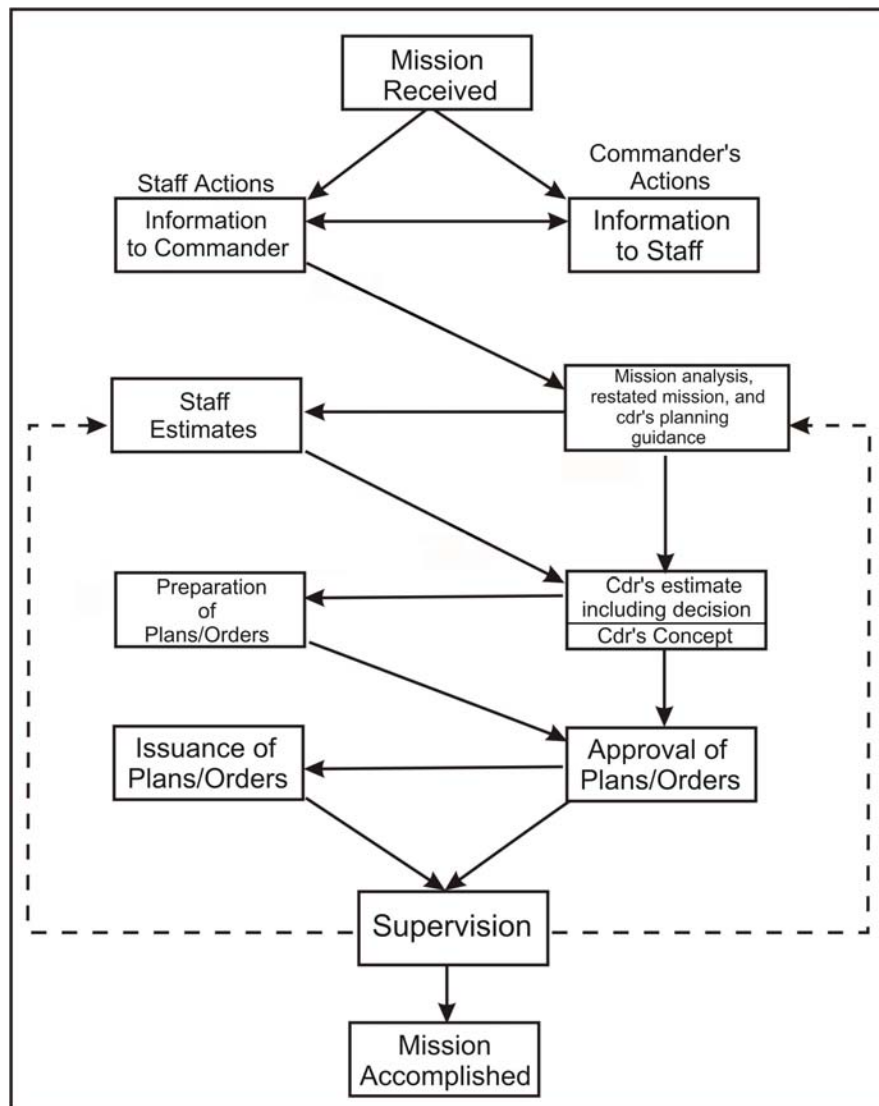 Mission
Received
Staff Actions
Commander's
Actions
Information
to Commander
Information
to Staff
Staff
Estimates
Mission analysis,
restated mission, and
cdr's planning
guidance
Preparation
of
Plans/Orders
Cdr's estimate
including decision
Cdr's Concept
Issuance of
Plans/Orders
Approval of
Plans/Orders
Supervision
Mission
Accomplished